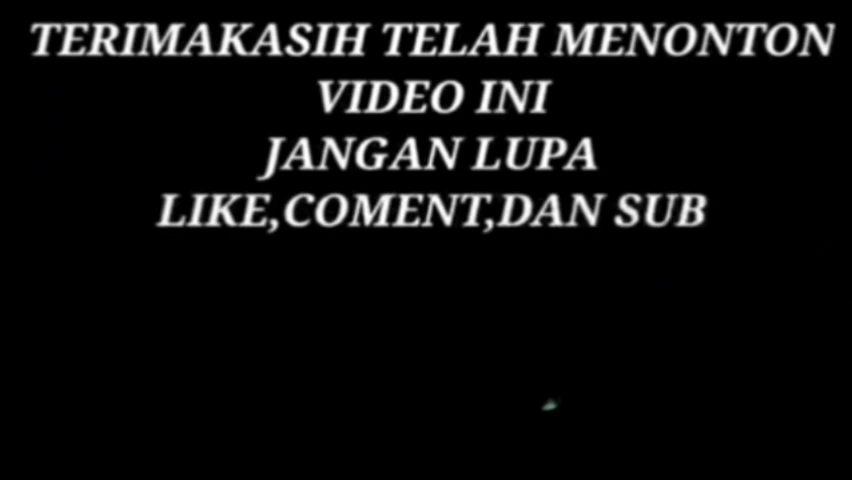 TERIMAKASIH TELAH MENONTON
VIDEO INI
JANGAN LUPA
LIKE,COMENT,DAN SUB